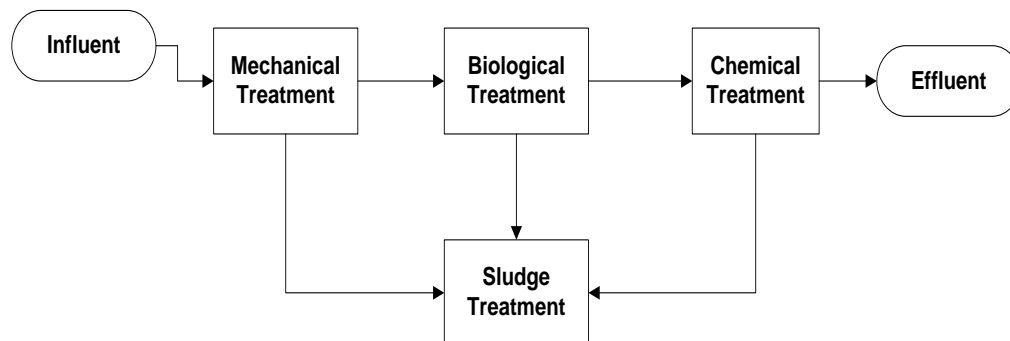 Influent
Mechanical
Treatment
Biological
Treatment
Chemical
Treatment
Effluent
Sludge
Treatment